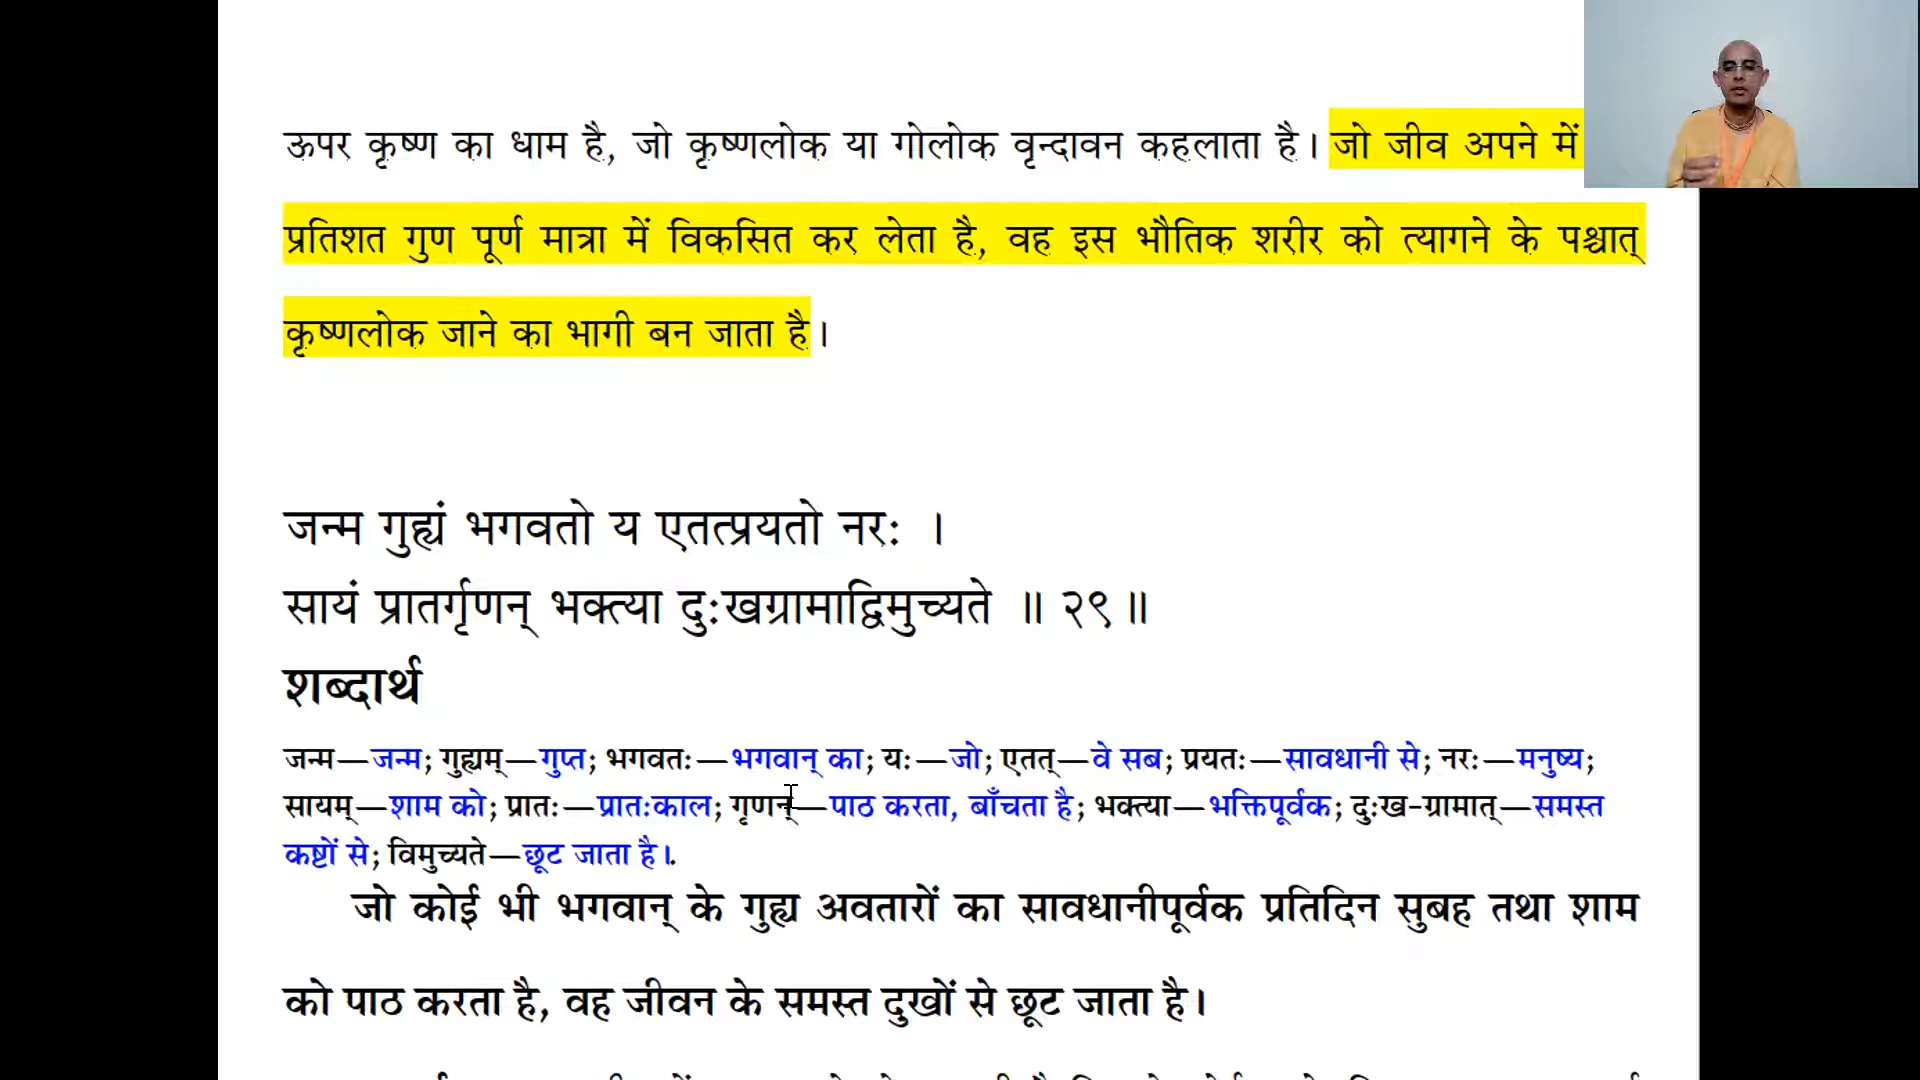 ऊपर कृष्ण का धाम है, जो कृष्णलोक या गोलोक वृन्दावन कहलाता है। जो जीव अपने में
प्रतिशत गुण पूर्ण मात्रा में विकसित कर लेता है, वह इस भौतिक शरीर को त्यागने के पश्चात्
कृष्णलोक जाने का भागी बन जाता है।
जन्म गुह्यं भगवतो य एतत्प्रयतो नरः ।
सायं प्रातर्गृणन् भक्त्या दुःखग्रामाद्विमुच्यते ॥ २९॥
शब्दार्थ
जन्म—जन्म; गुह्यम्—गुप्त; भगवतः—भगवान् का; यः—जो; एतत्—वे सब; प्रयतः—सावधानी से; नरः—मनुष्य;
सायम्—शाम को; प्रातः—प्रातःकाल; गृणन्—पाठ करता, बाँचता है; भक्त्या—भक्तिपूर्वक; दुःख-ग्रामात्—समस्त
कष्टों से; विमुच्यते—छूट जाता है।.
जो कोई भी भगवान् के गुह्य अवतारों का सावधानीपूर्वक प्रतिदिन सुबह तथा शाम
को पाठ करता है, वह जीवन के समस्त दुखों से छूट जाता है।